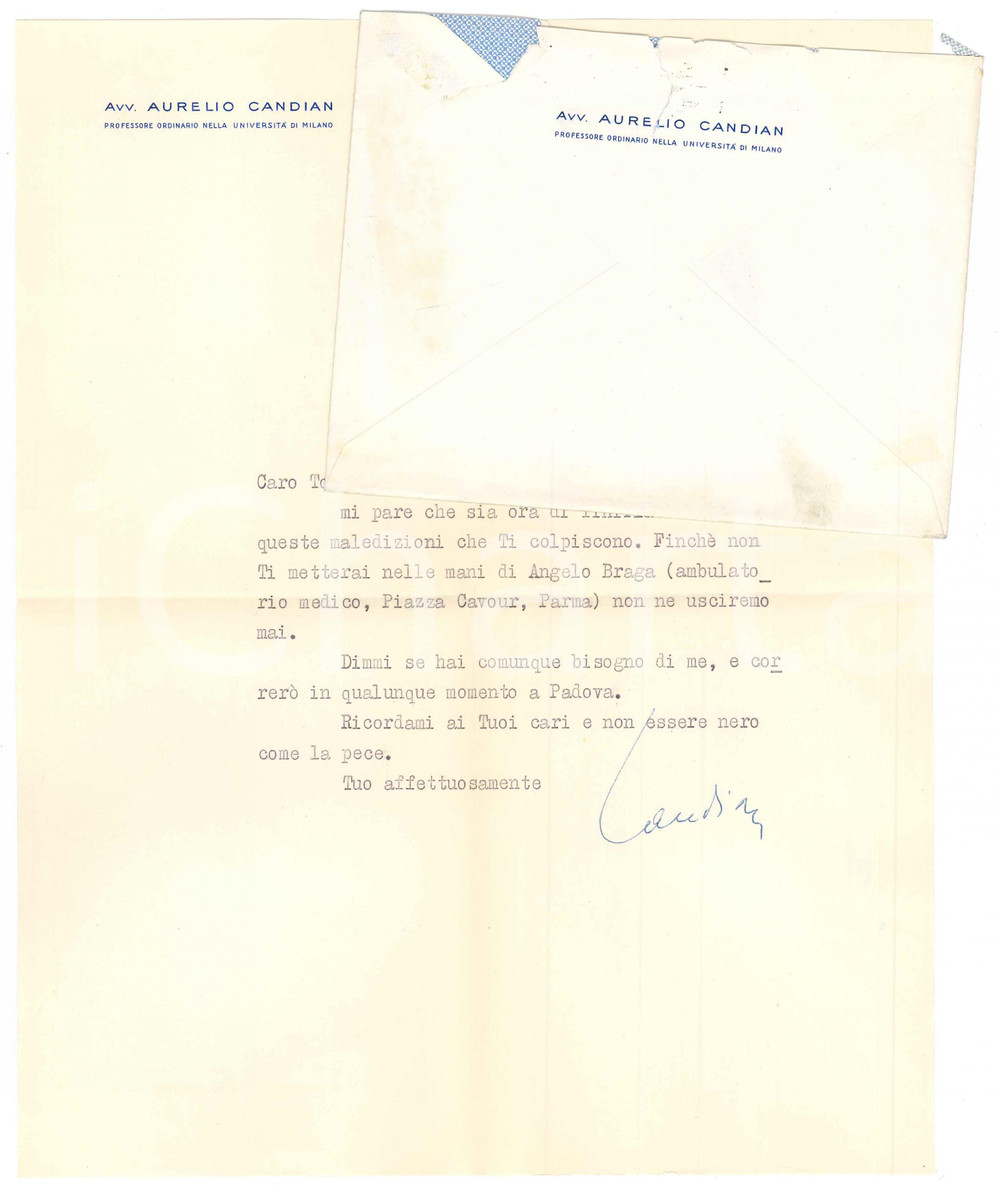 Avv. AURELIO CANDIAN
PROFESSORE ORDINARIO NELLA UNIVERSITÀ DI MILANO
Avv. AURELIO CANDIAN
PROFESSORE ORDINARIO NELLA UNIVERSITÀ DI MILANO
Caro
mi pare che sia ora di
queste maledizioni che Ti colpiscono. Finchè non
Ti metterai nelle mani di Angelo Braga (ambulato_
rio medico, Piazza Cavour, Parma) non ne usciremo
mai.
Dimmi se hai comunque bisogno di me, e cor
rerò in qualunque momento a Padova.
Ricordami ai Tuoi cari e non essere nero
come la pece.
Tuo affettuosamente
Candian